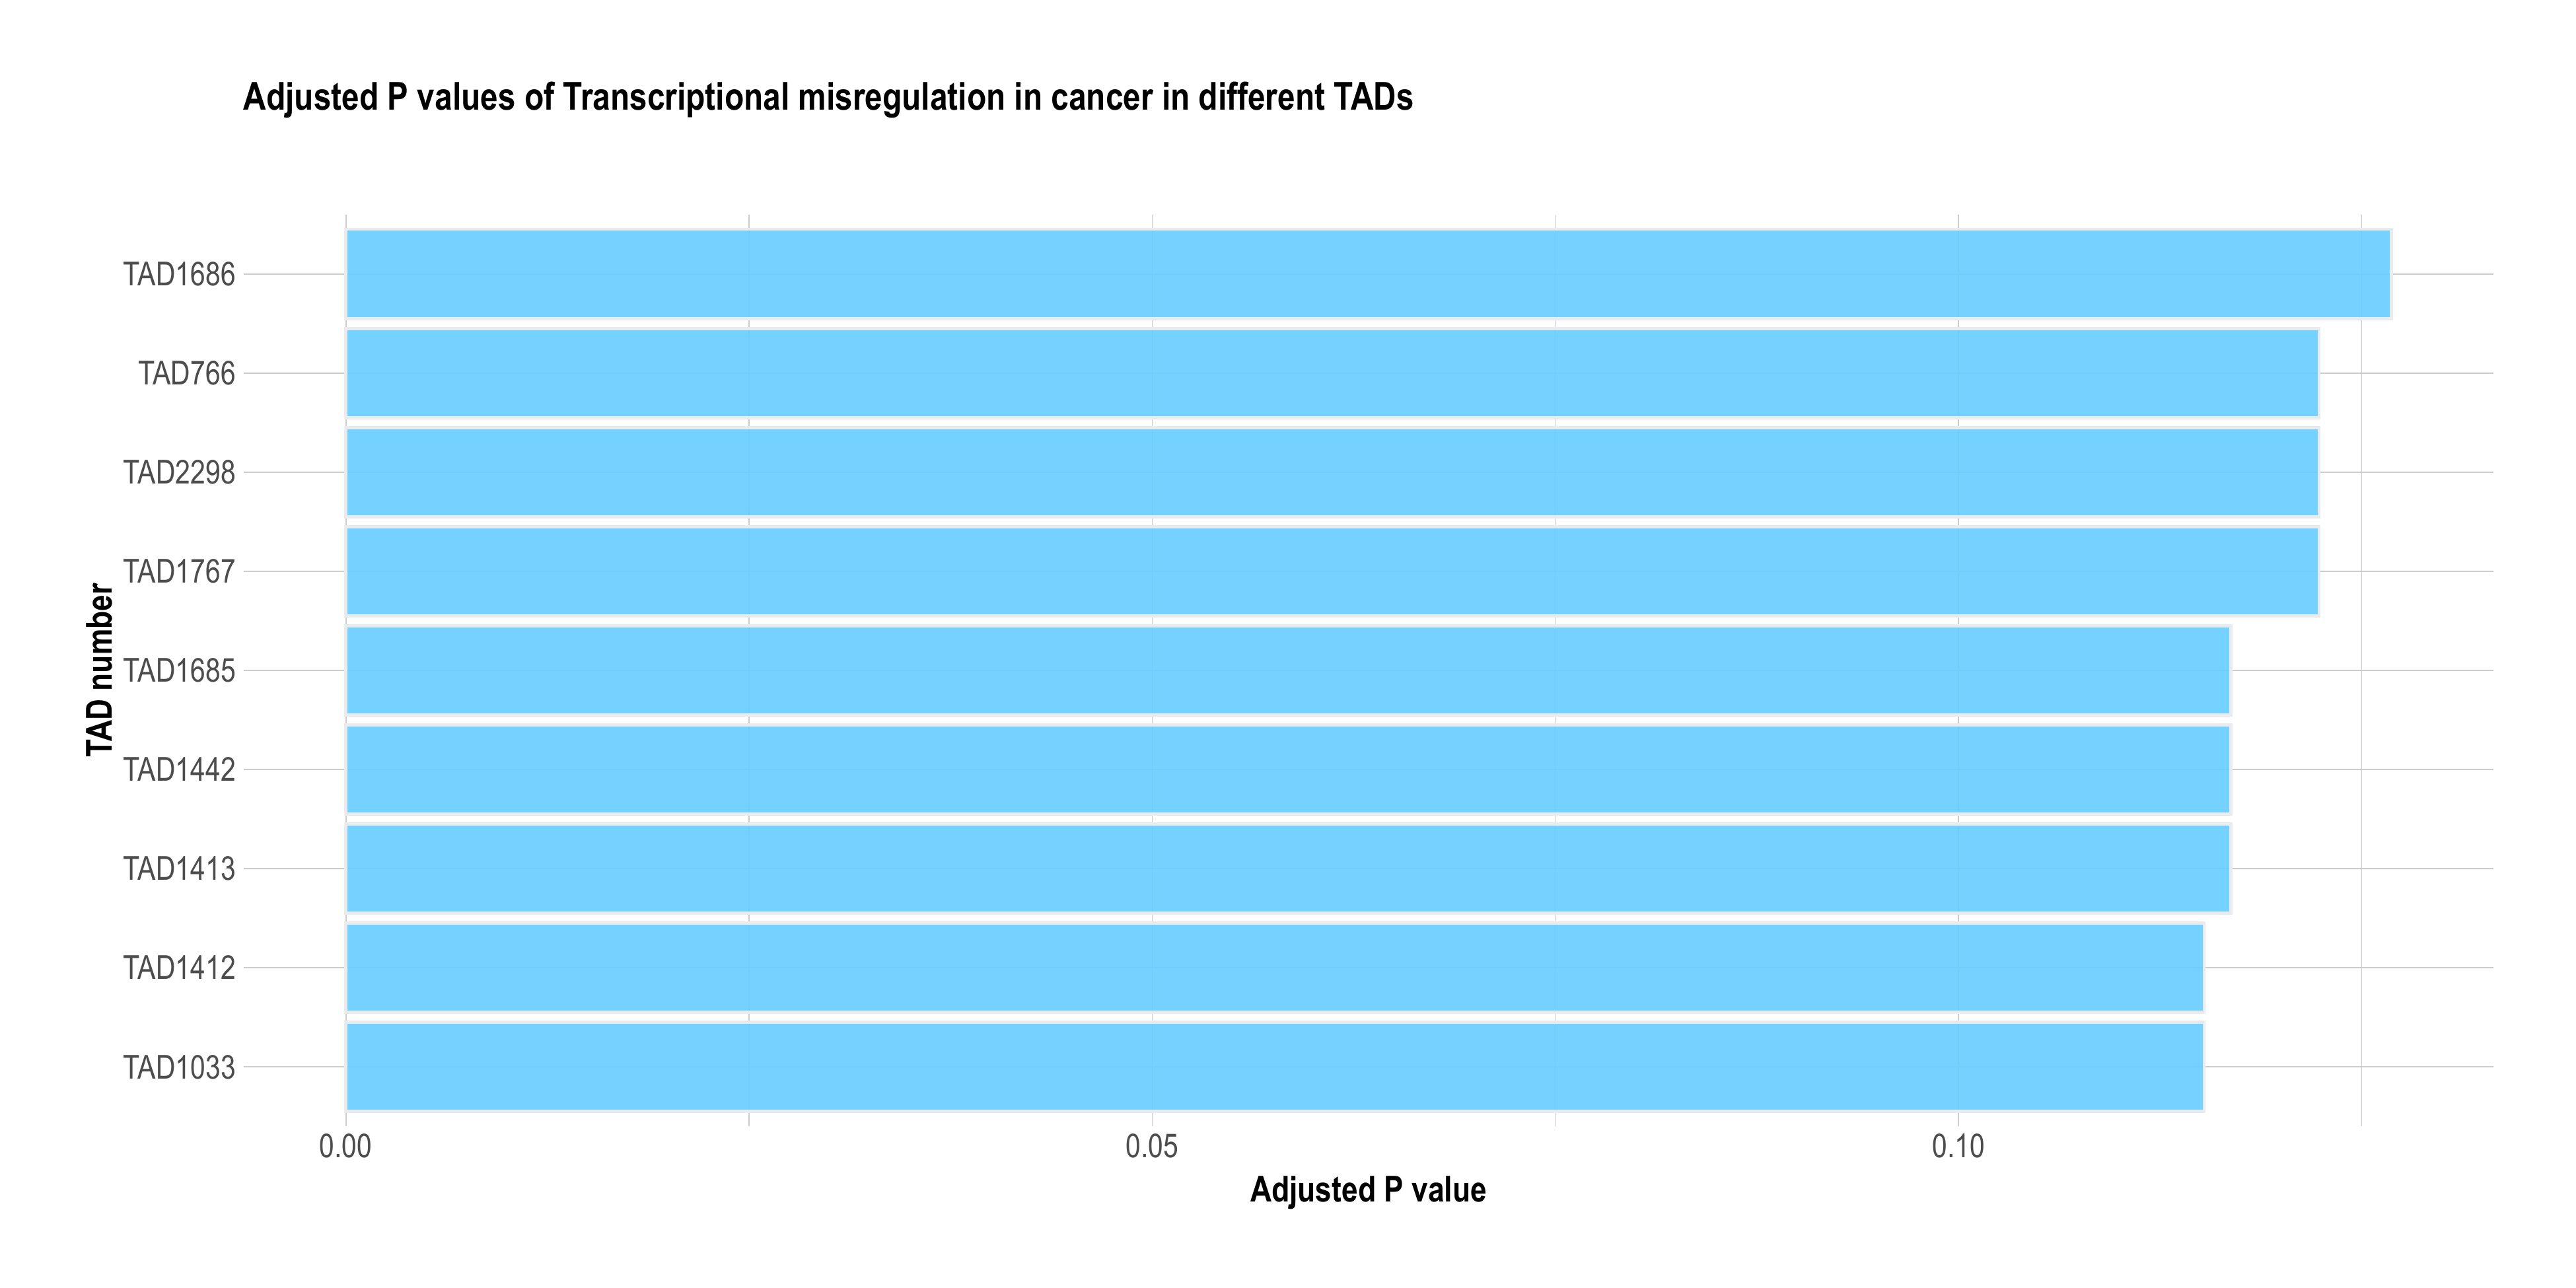 Adjusted P values of Transcriptional misregulation in cancer in different TADs
TAD number
TAD1686
TAD766
TAD2298
TAD1767
TAD1685
TAD1442
TAD1413
TAD1412
TAD1033
0.00 0.05 0.10
Adjusted P value